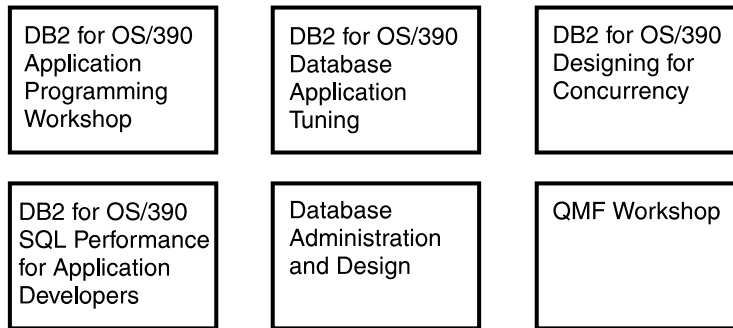 DB2 for OS/390
Application
Programming
Workshop
DB2 for OS/390
Database
Application
Tuning
DB2 for OS/390
Designing for
Concurrency
DB2 for OS/390
SQL Performance
for Application
Developers
Database
Administration
and Design
QMF Workshop